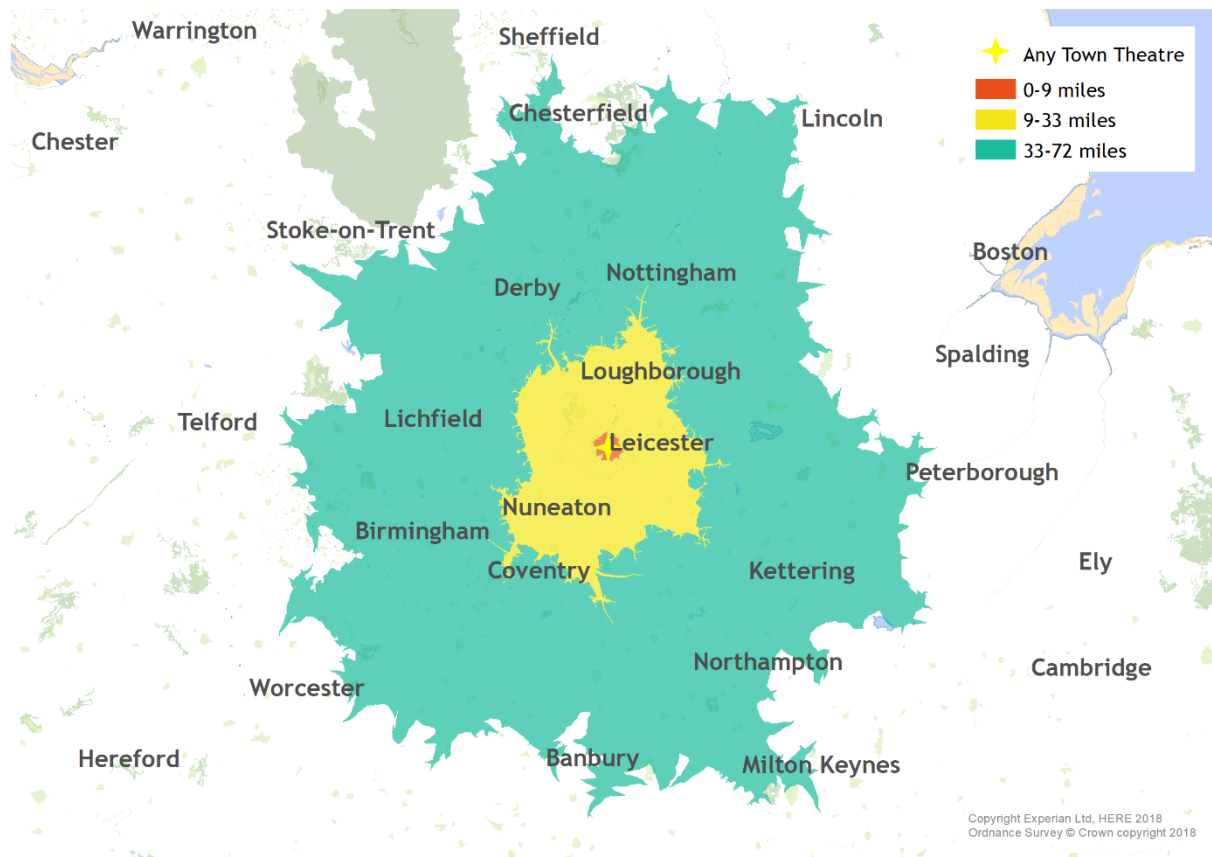 Warrington
Sheffield
Any Town Theatre
0-9 miles
9-33 miles
33-72 miles
Chesterfield
Lincoln
Chester
Stoke-on-Trent
Boston
Nottingham
Derby
Spalding
Loughborough
Telford
Lichfield
Leicester
Peterborough
Nuneaton
Birmingham
Ely
Coventry
Kettering
Northampton
Cambridge
Worcester
Hereford
Banbury
Milton Keynes
Copyright Experian Ltd, HERE 2018
Ordnance Survey © Crown copyright 2018